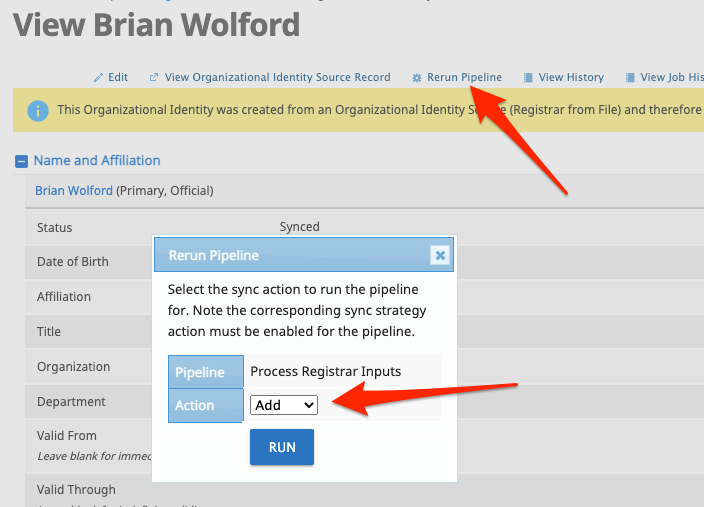 View Brian Wolford
Edit View Organizational Identity Source Record Rerun Pipeline View History View Job His
This Organizational Identity was created from an Organizational Identity (Registrar from File) and therefore
Name and Affiliation
Brian Wolford (Primary, Official)
Status Synced
Date of Birth
Affiliation
Title
Organization
Department
Valid From
Leave blank for immed
Valid Through
Rerun Pipeline
Select the sync action to run the pipeline
for. Note the corresponding sync strategy
action must be enabled for the pipeline.
Pipeline Process Registrar Inputs
Action Add
RUN